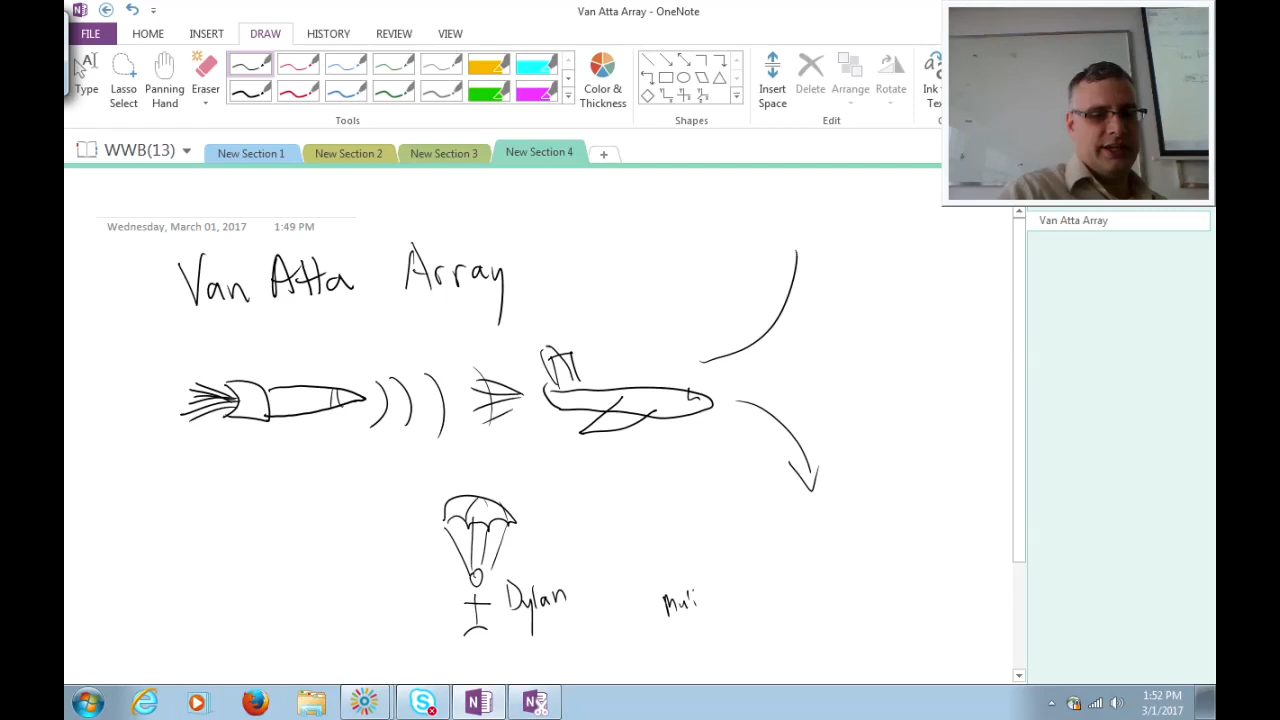 Van Atta Array - OneNote
FILE HOME INSERT DRAW HISTORY REVIEW VIEW
Type
Lasso Select
Panning Hand
Eraser
Color & Thickness
Insert Space
Delete
Arrange
Rotate
Ink to
Tools
Shapes
Edit
WWB(13) New Section 1 New Section 2 New Section 3 New Section 4
Van Atta Array
Wednesday, March 01, 2017 1:49 PM
Van Atta Array
Dylan
1:52 PM
3/1/2017